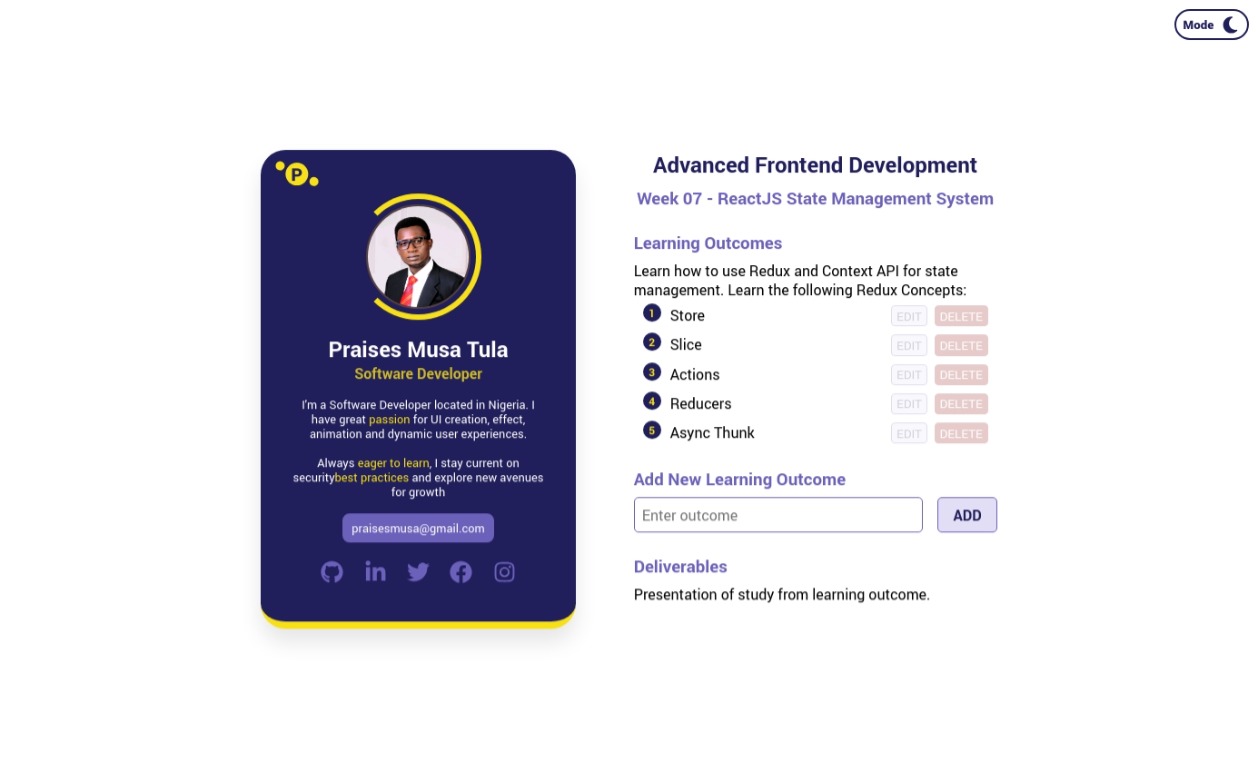 Mode
P
Praises Musa Tula
Software Developer
I'm a Software Developer located in Nigeria. I
have great passion for UI creation, effect,
animation and dynamic user experiences.
Always eager to learn, I stay current on
securitybest practices and explore new avenues
for growth
praisesmusa@gmail.com
in
Advanced Frontend Development
Week 07 - ReactJS State Management System
Learning Outcomes
Learn how to use Redux and Context API for state
management. Learn the following Redux Concepts:
1 Store EDIT DELETE
2 Slice EDIT DELETE
3 Actions EDIT DELETE
4 Reducers EDIT DELETE
5 Async Thunk EDIT DELETE
Add New Learning Outcome
Enter outcome ADD
Deliverables
Presentation of study from learning outcome.